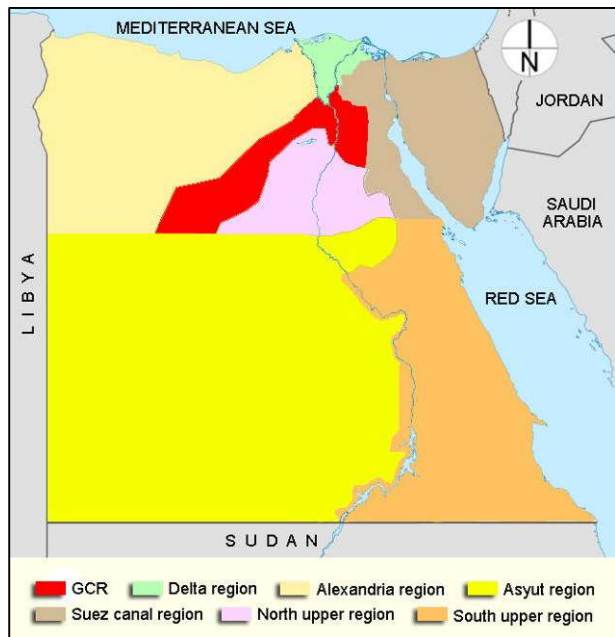 MEDITERRANEAN SEA
N
JORDAN
SAUDI
ARABIA
LIBYA
RED SEA
SUDAN
GCR Delta region Alexandria region Asyut region
Suez canal region North upper region South upper region